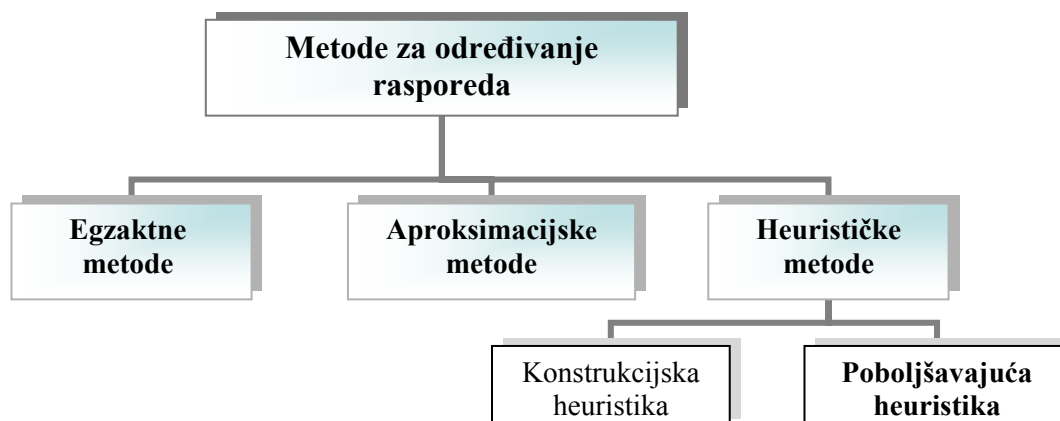 Metode za određivanje
rasporeda
Egzaktne
metode
Aproksimacijske
metode
Heurističke
metode
Konstrukcijska
heuristika
Poboljšavajuća
heuristika